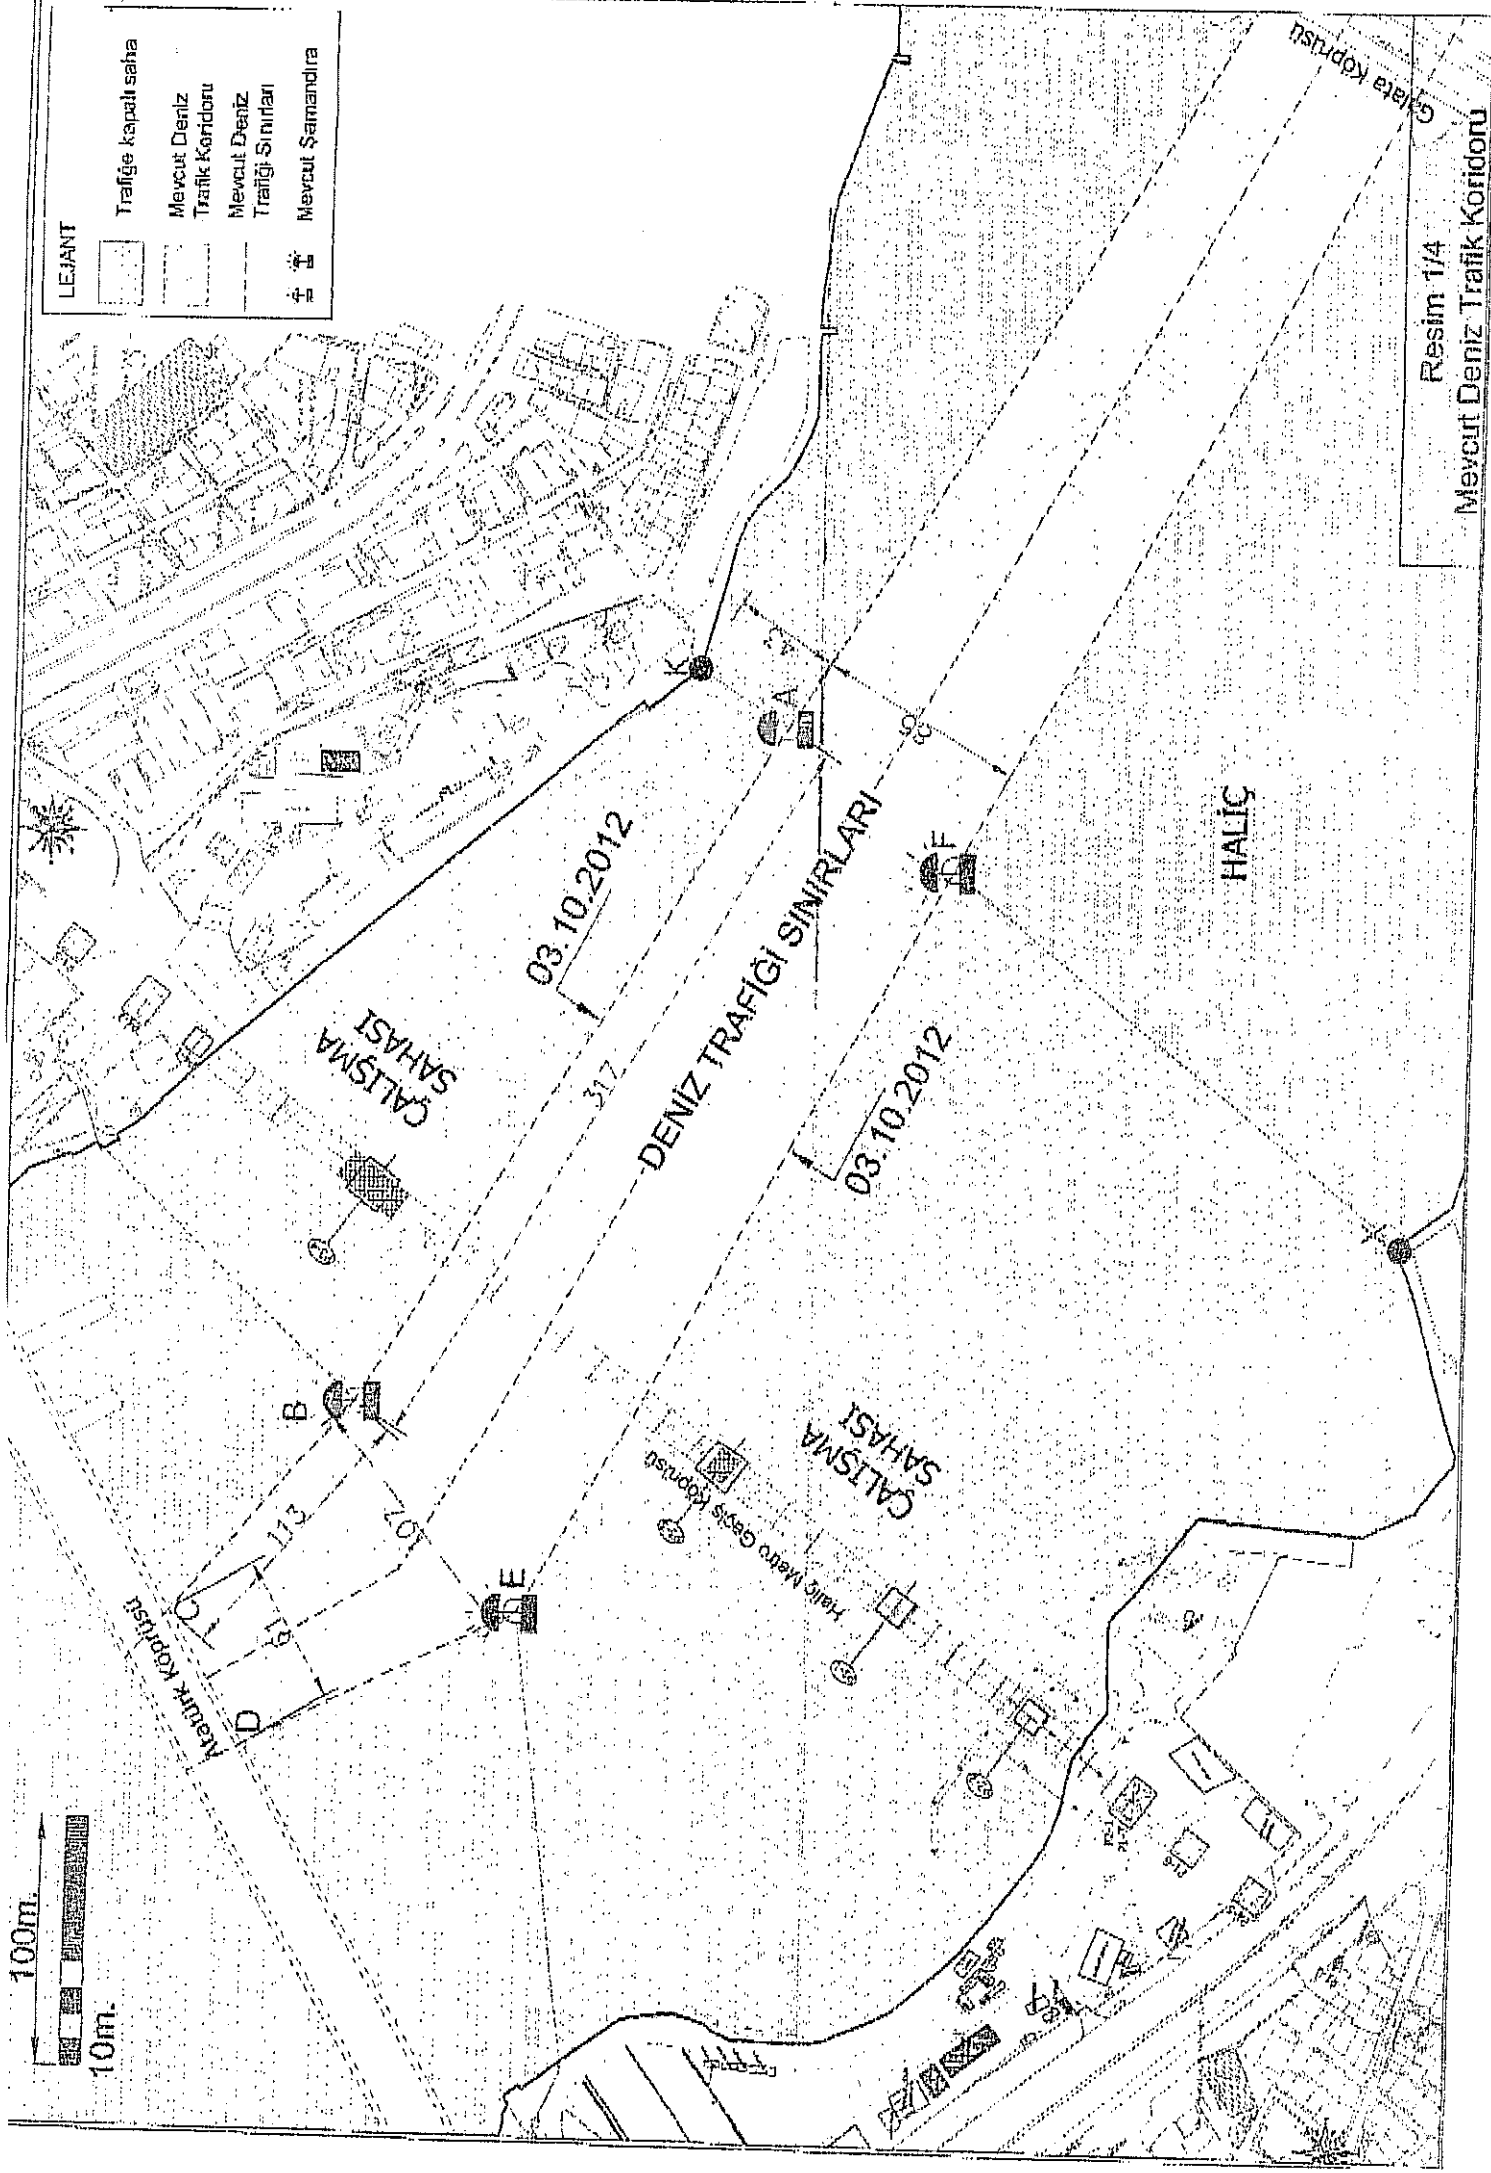 LEJANT
Trafiğe kapalı saha
Mevcut Deniz
Trafik Koridoru
Mevcut Deniz
Trafiği Sınırları
Mevcut Şamandıra
100m.
10m.
Atatürk Köprüsü
C
D
B
E
113
61
107
ÇALIŞMA
SAHASI
03.10.2012
317
DENİZ TRAFİĞİ SINIRLARI
03.10.2012
K
A
43
F
HALİÇ
Haliç Metro Geçiş Köprüsü
ÇALIŞMA
SAHASI
Galata Köprüsü
Resim 1/4
Mevcut Deniz Trafik Koridoru